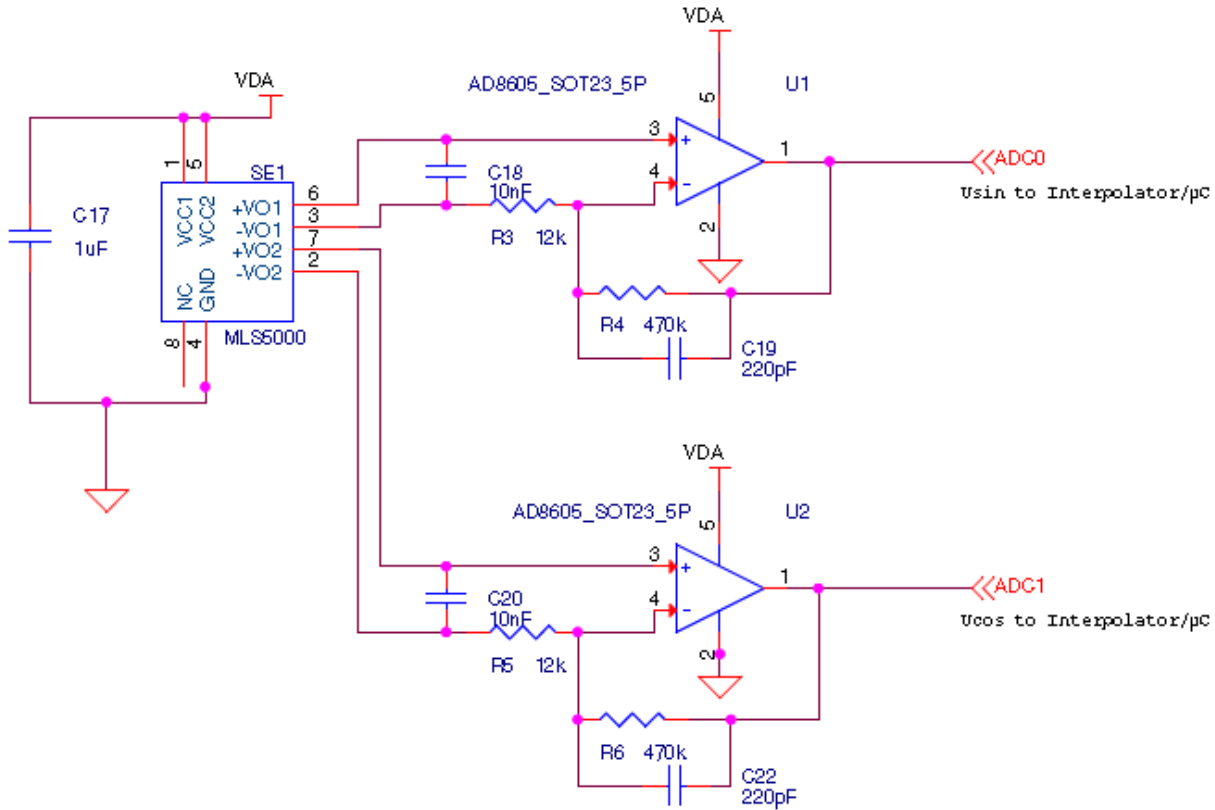 VDA
AD8605_SOT23_5P
U1
VDA
5
3
+
1
ADC0
Usin to Interpolator/µC
4
-
2
1
5
SE1
C17
1uF
VCC1
VCC2
+VO1
-VO1
+VO2
-VO2
6
3
7
2
NC
GND
8
4
MLS5000
C18
10nF
R3
12k
R4
470k
C19
220pF
VDA
AD8605_SOT23_5P
U2
5
3
+
1
ADC1
Ucos to Interpolator/µC
4
-
2
C20
10nF
R5
12k
R6
470k
C22
220pF